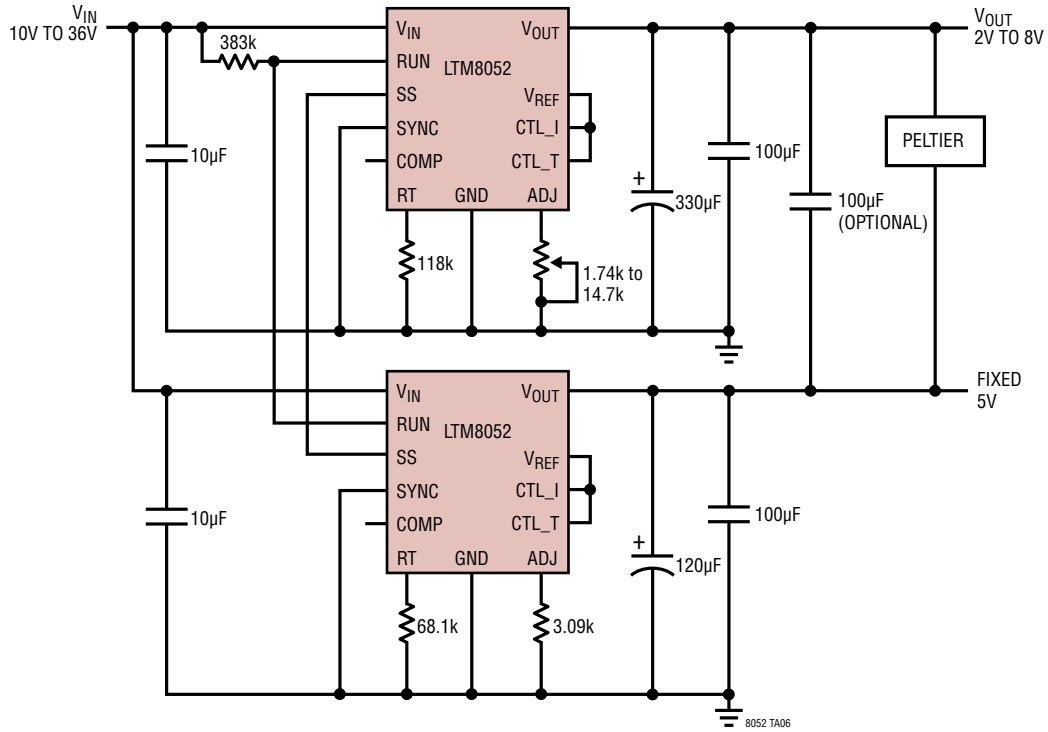 VIN
10V TO 36V
383k
10µF
VIN
RUN
SS
SYNC
COMP
RT
GND
ADJ
LTM8052
VOUT
VREF
CTL_I
CTL_T
118k
1.74k to
14.7k
330µF
+
100µF
100µF
(OPTIONAL)
PELTIER
VOUT
2V TO 8V
10µF
VIN
RUN
SS
SYNC
COMP
RT
GND
ADJ
LTM8052
VOUT
VREF
CTL_I
CTL_T
68.1k
3.09k
+
120µF
100µF
FIXED
5V
8052 TA06